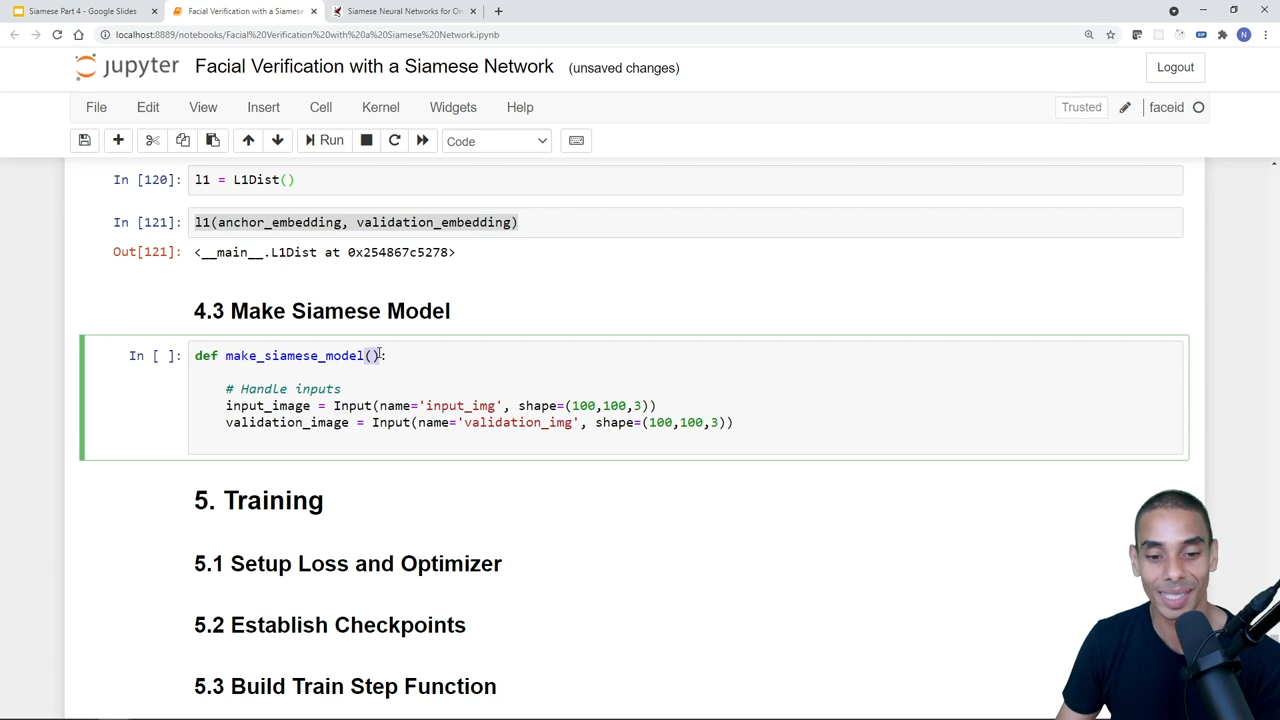 Siamese Part 4 - Google Slides
Facial Verification with a Siames
Siamese Neural Networks for On
localhost:8889/notebooks/Facial%20Verification%20with%20a%20Siamese%20Network.ipynb
N
jupyter
Facial Verification with a Siamese Network
(unsaved changes)
Logout
File
Edit
View
Insert
Cell
Kernel
Widgets
Help
Trusted
faceid
Run
Code
In [120]:
l1 = L1Dist()
In [121]:
l1(anchor_embedding, validation_embedding)
Out[121]:
<__main__.L1Dist at 0x254867c5278>
4.3 Make Siamese Model
In [ ]:
def make_siamese_model():
# Handle inputs
input_image = Input(name='input_img', shape=(100,100,3))
validation_image = Input(name='validation_img', shape=(100,100,3))
5. Training
5.1 Setup Loss and Optimizer
5.2 Establish Checkpoints
5.3 Build Train Step Function